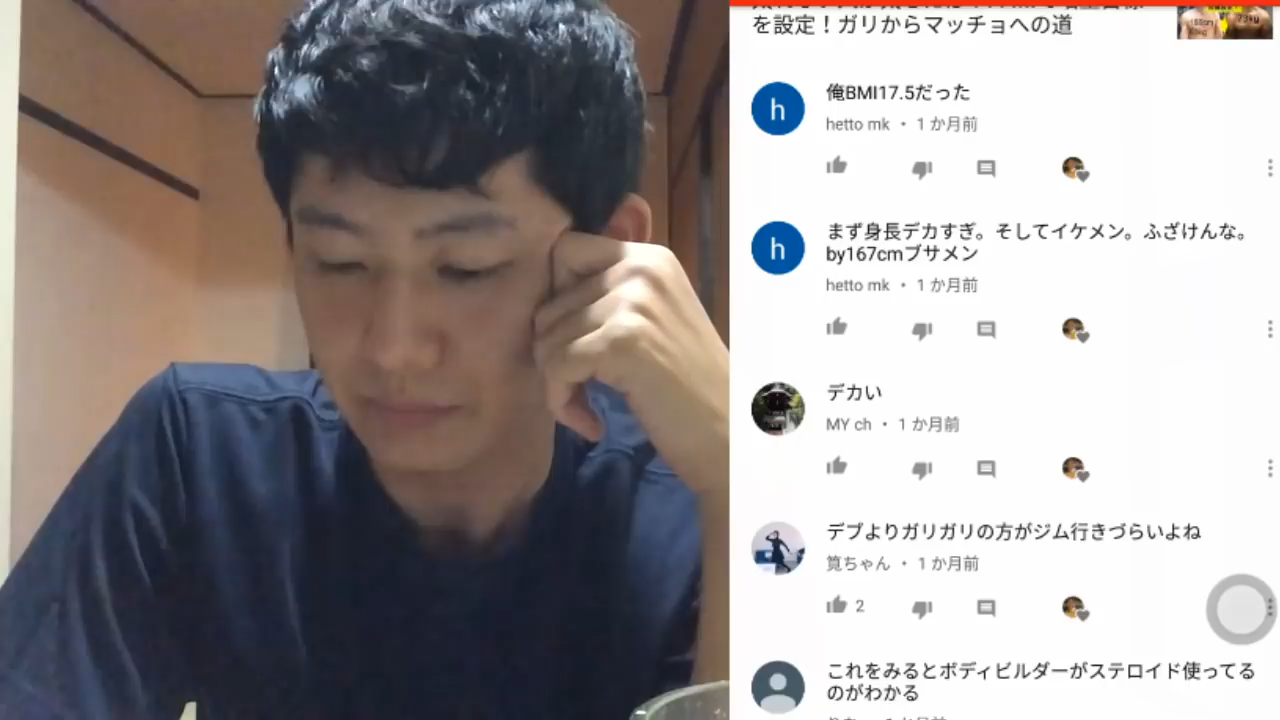 を設定！ガリからマッチョへの道
168cm
73kg
h
俺BMI17.5だった
hetto mk ・ 1 か月前
h
まず身長デカすぎ。そしてイケメン。ふざけんな。
by167cmブサメン
hetto mk ・ 1 か月前
デカい
MY ch ・ 1 か月前
デブよりガリガリの方がジム行きづらいよね
筧ちゃん ・ 1 か月前
2
これをみるとボディビルダーがステロイド使ってる
のがわかる